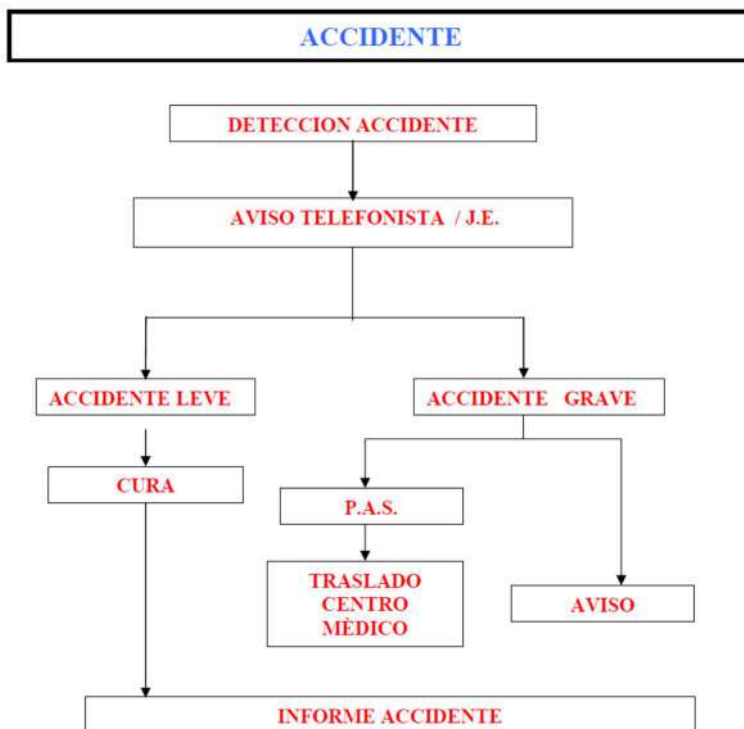 ACCIDENTE
DETECCION ACCIDENTE
AVISO TELEFONISTA / J.E.
ACCIDENTE LEVE
ACCIDENTE GRAVE
CURA
P.A.S.
TRASLADO
CENTRO
MÈDICO
AVISO
INFORME ACCIDENTE